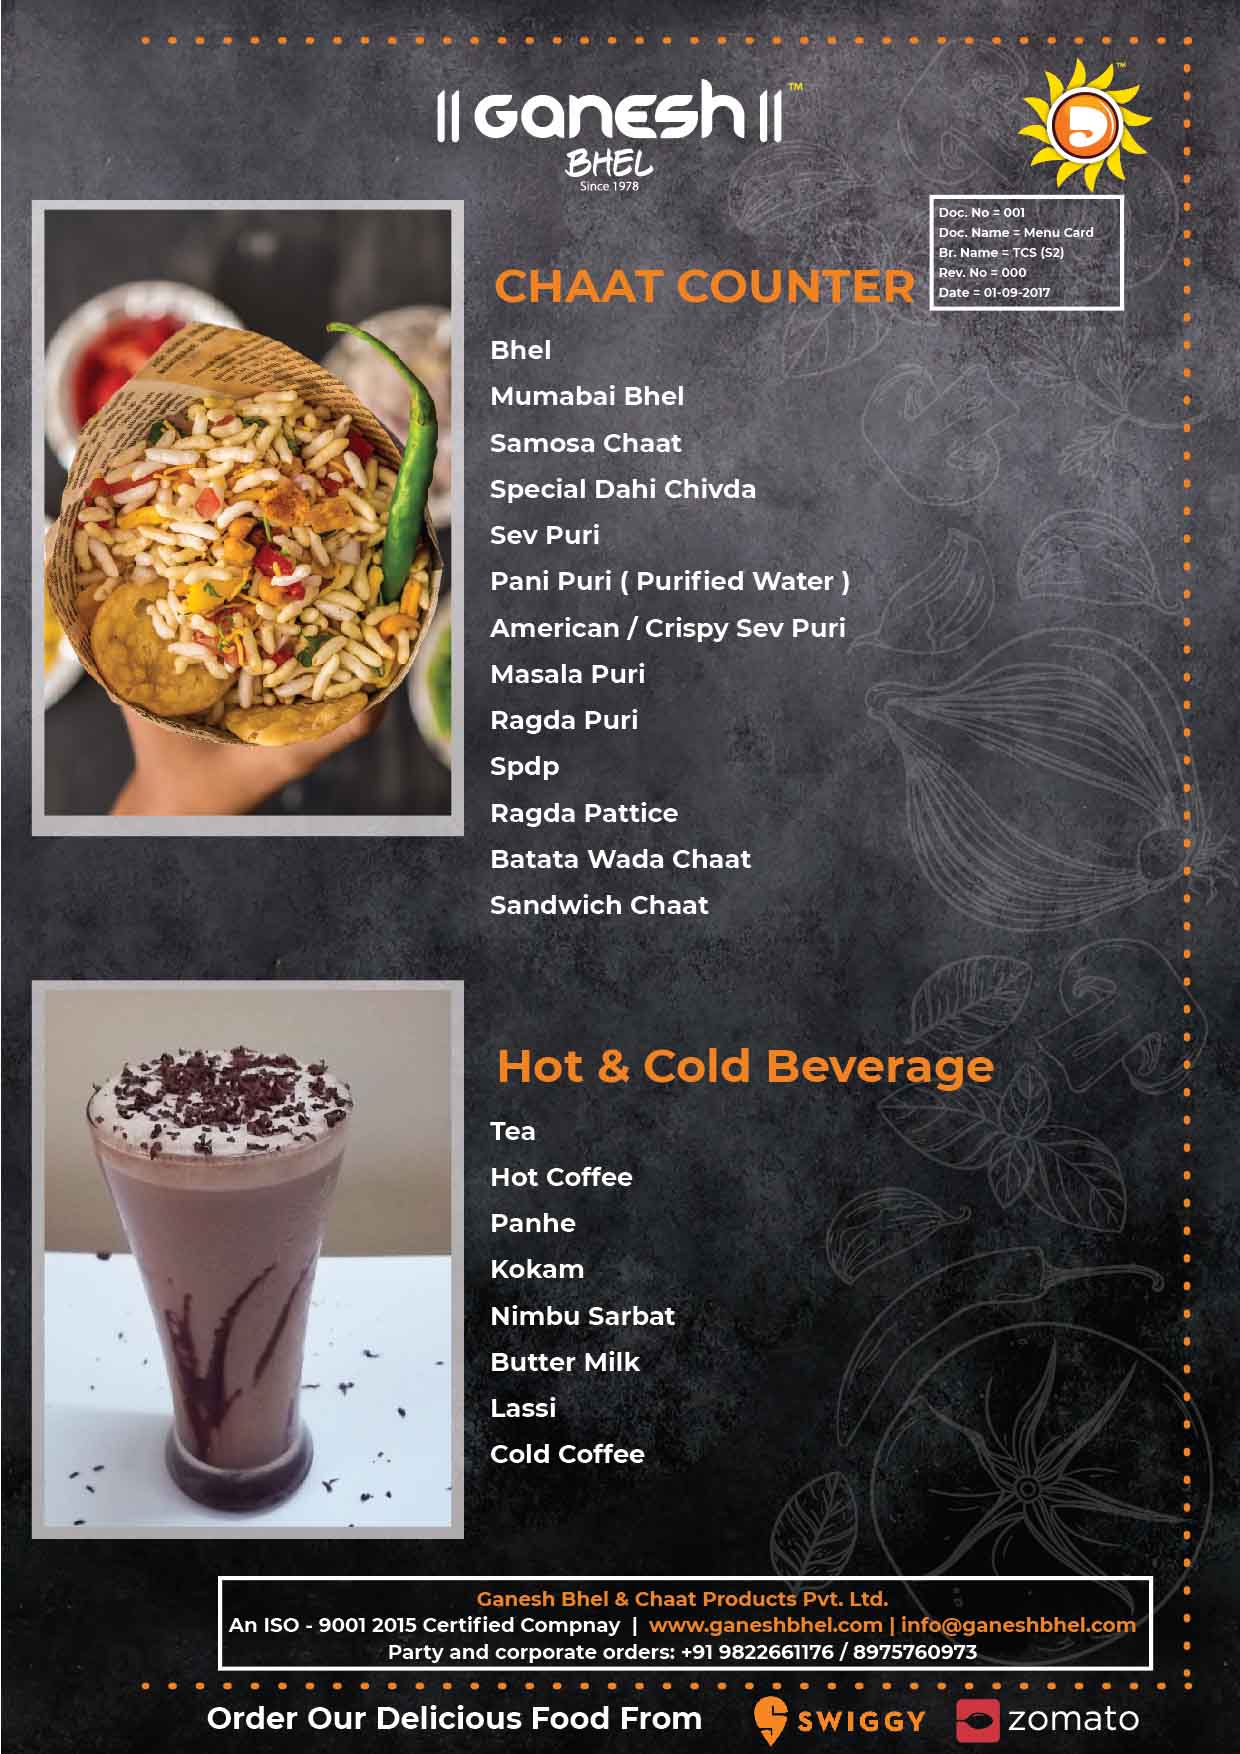 || GANESH || ™
BHEL
Since 1978
™
Doc. No = 001
Doc. Name = Menu Card
Br. Name = TCS (S2)
Rev. No = 000
Date = 01-09-2017
CHAAT COUNTER
Bhel
Mumabai Bhel
Samosa Chaat
Special Dahi Chivda
Sev Puri
Pani Puri ( Purified Water )
American / Crispy Sev Puri
Masala Puri
Ragda Puri
Spdp
Ragda Pattice
Batata Wada Chaat
Sandwich Chaat
Hot & Cold Beverage
Tea
Hot Coffee
Panhe
Kokam
Nimbu Sarbat
Butter Milk
Lassi
Cold Coffee
Ganesh Bhel & Chaat Products Pvt. Ltd.
An ISO - 9001 2015 Certified Compnay | www.ganeshbhel.com | info@ganeshbhel.com
Party and corporate orders: +91 9822661176 / 8975760973
Order Our Delicious Food From SWIGGY zomato